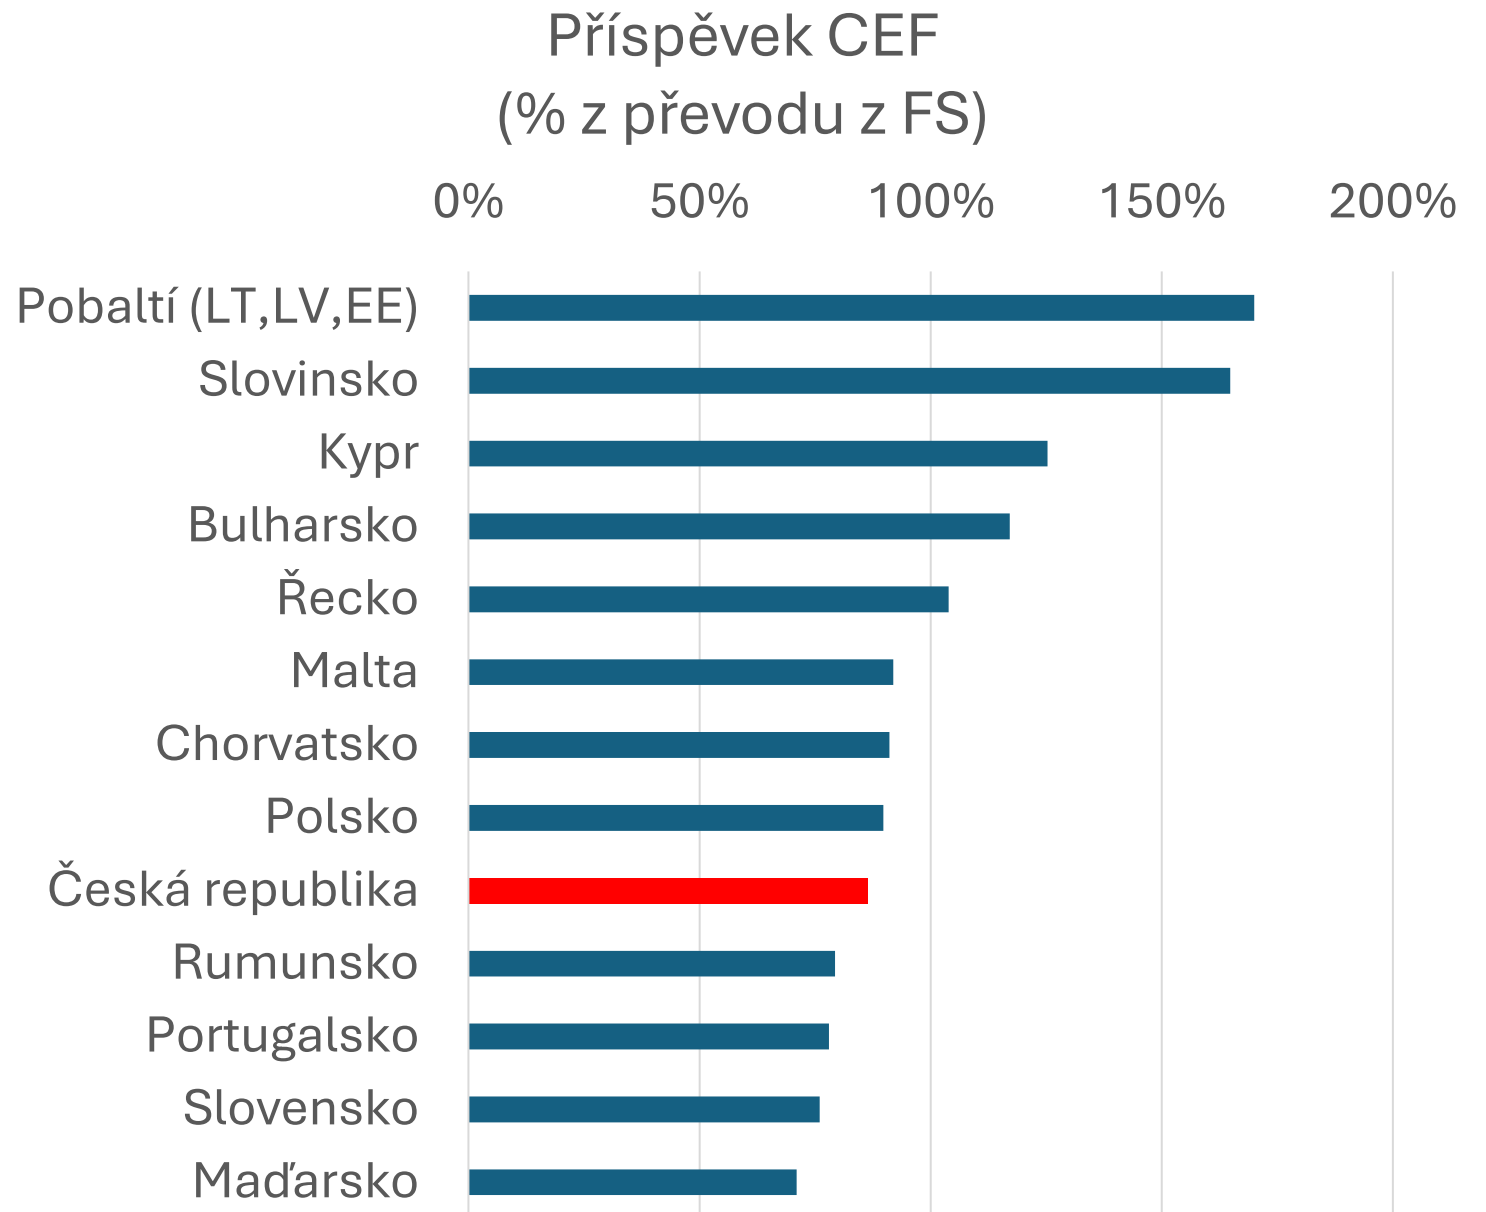 Příspěvek CEF
(% z převodu z FS)
0% 50% 100% 150% 200%
Pobaltí (LT,LV,EE)
Slovinsko
Kypr
Bulharsko
Řecko
Malta
Chorvatsko
Polsko
Česká republika
Rumunsko
Portugalsko
Slovensko
Maďarsko